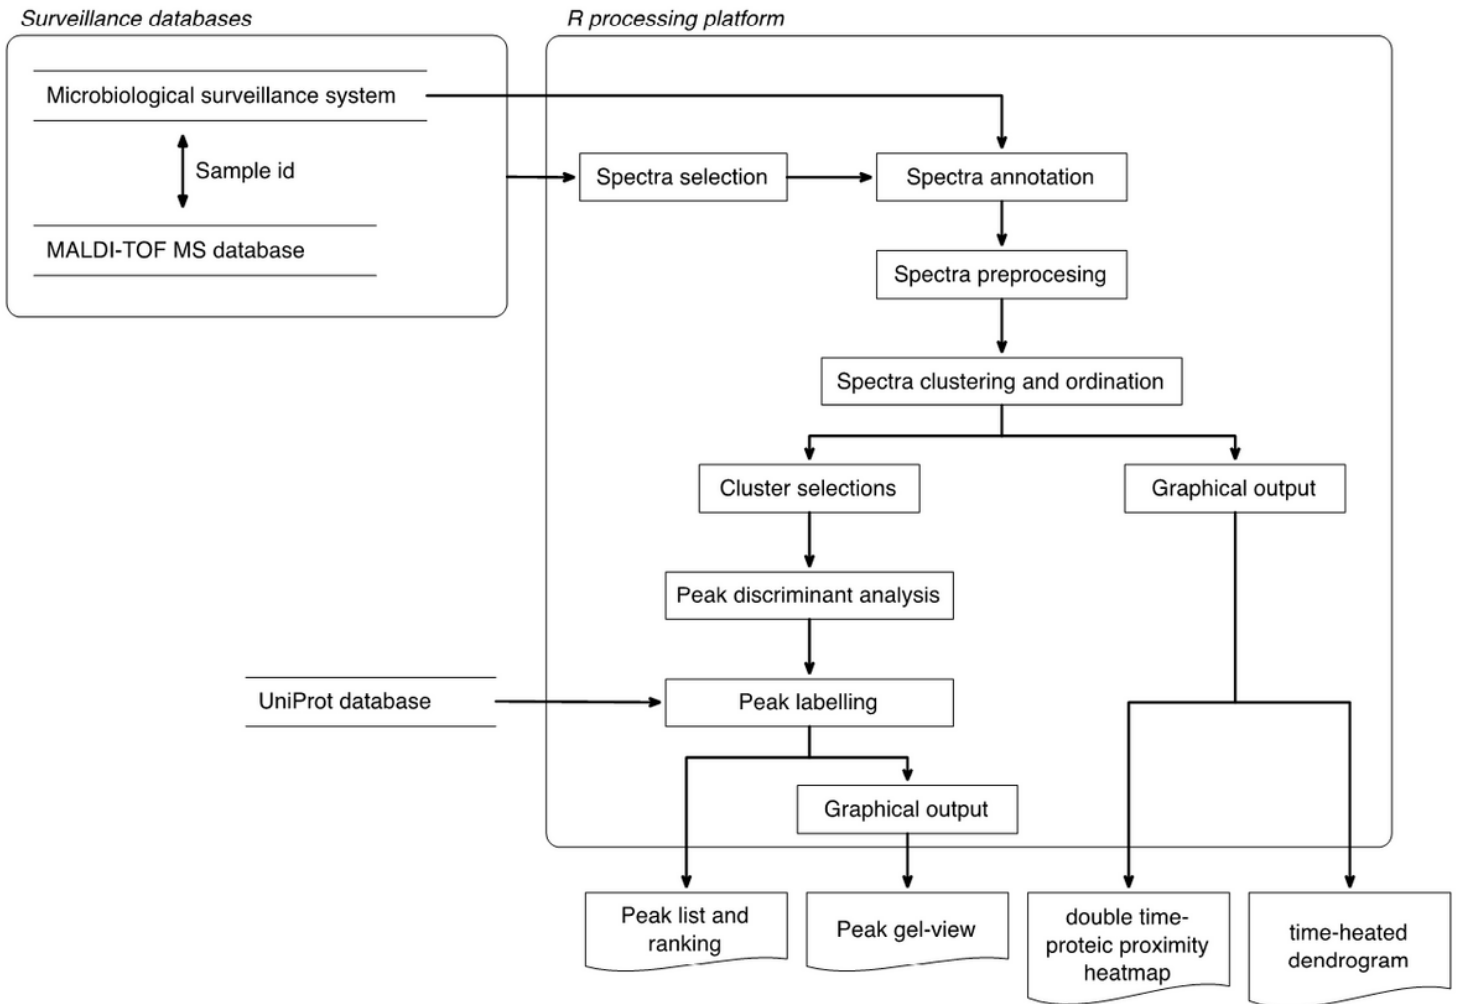 Surveillance databases
R processing platform
Microbiological surveillance system
Sample id
MALDI-TOF MS database
Spectra selection
Spectra annotation
Spectra preprocesing
Spectra clustering and ordination
Cluster selections
Graphical output
Peak discriminant analysis
UniProt database
Peak labelling
Graphical output
Peak list and
ranking
Peak gel-view
double time-
proteic proximity
heatmap
time-heated
dendrogram